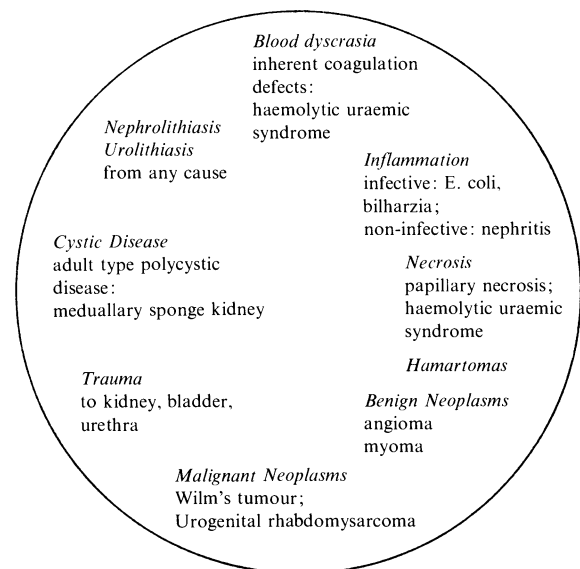 Blood dyscrasia
inherent coagulation
defects:
haemolytic uraemic
syndrome
Nephrolithiasis
Urolithiasis
from any cause
Inflammation
infective: E. coli,
bilharzia;
non-infective: nephritis
Cystic Disease
adult type polycystic
disease:
meduallary sponge kidney
Necrosis
papillary necrosis;
haemolytic uraemic
syndrome
Hamartomas
Trauma
to kidney, bladder,
urethra
Benign Neoplasms
angioma
myoma
Malignant Neoplasms
Wilm's tumour;
Urogenital rhabdomysarcoma